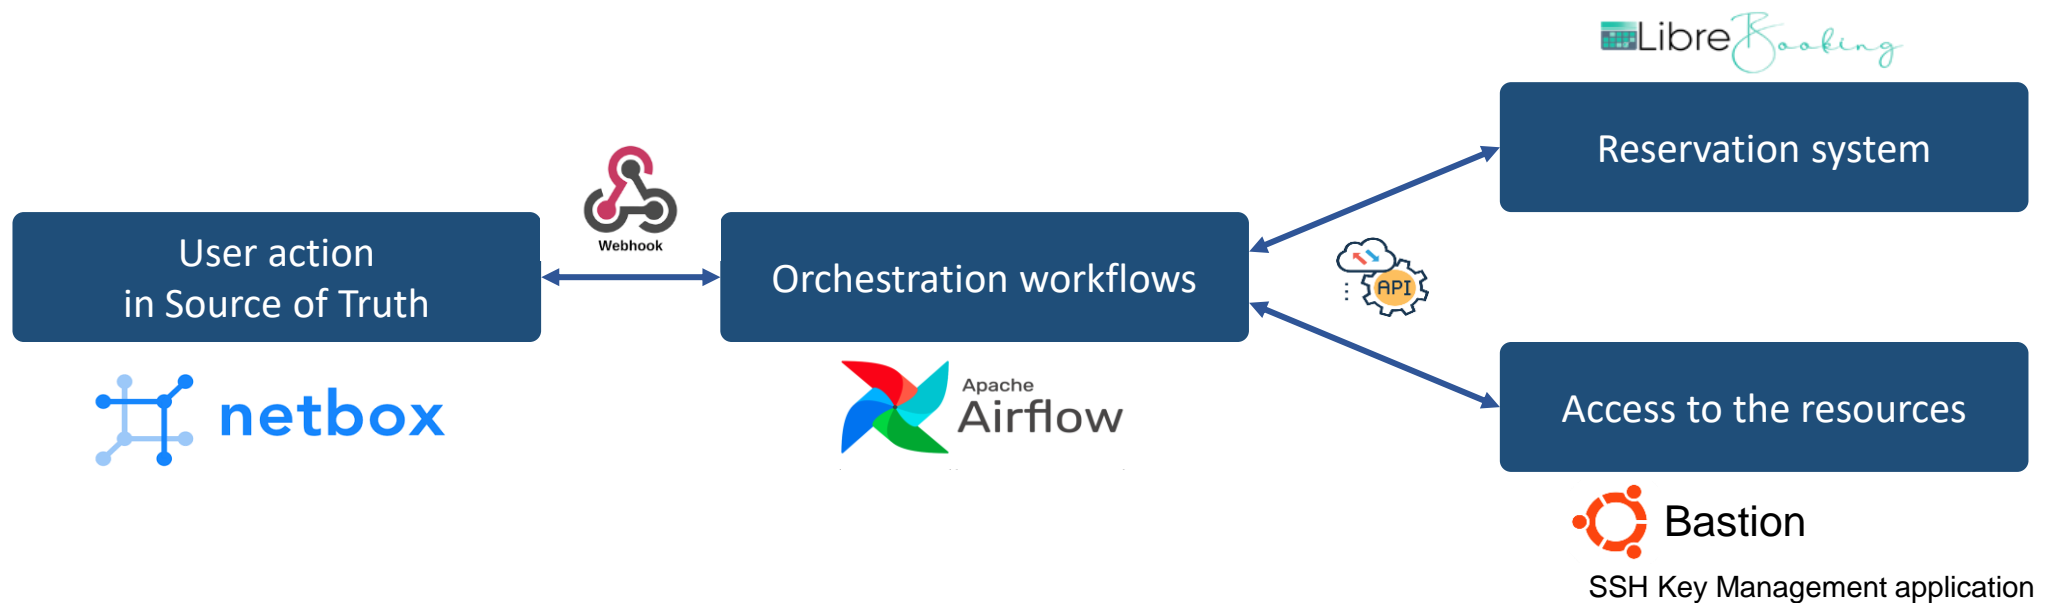 LibreBooking
Reservation system
Webhook
User action
in Source of Truth
Orchestration workflows
API
netbox
Apache
Airflow
Access to the resources
Bastion
SSH Key Management application